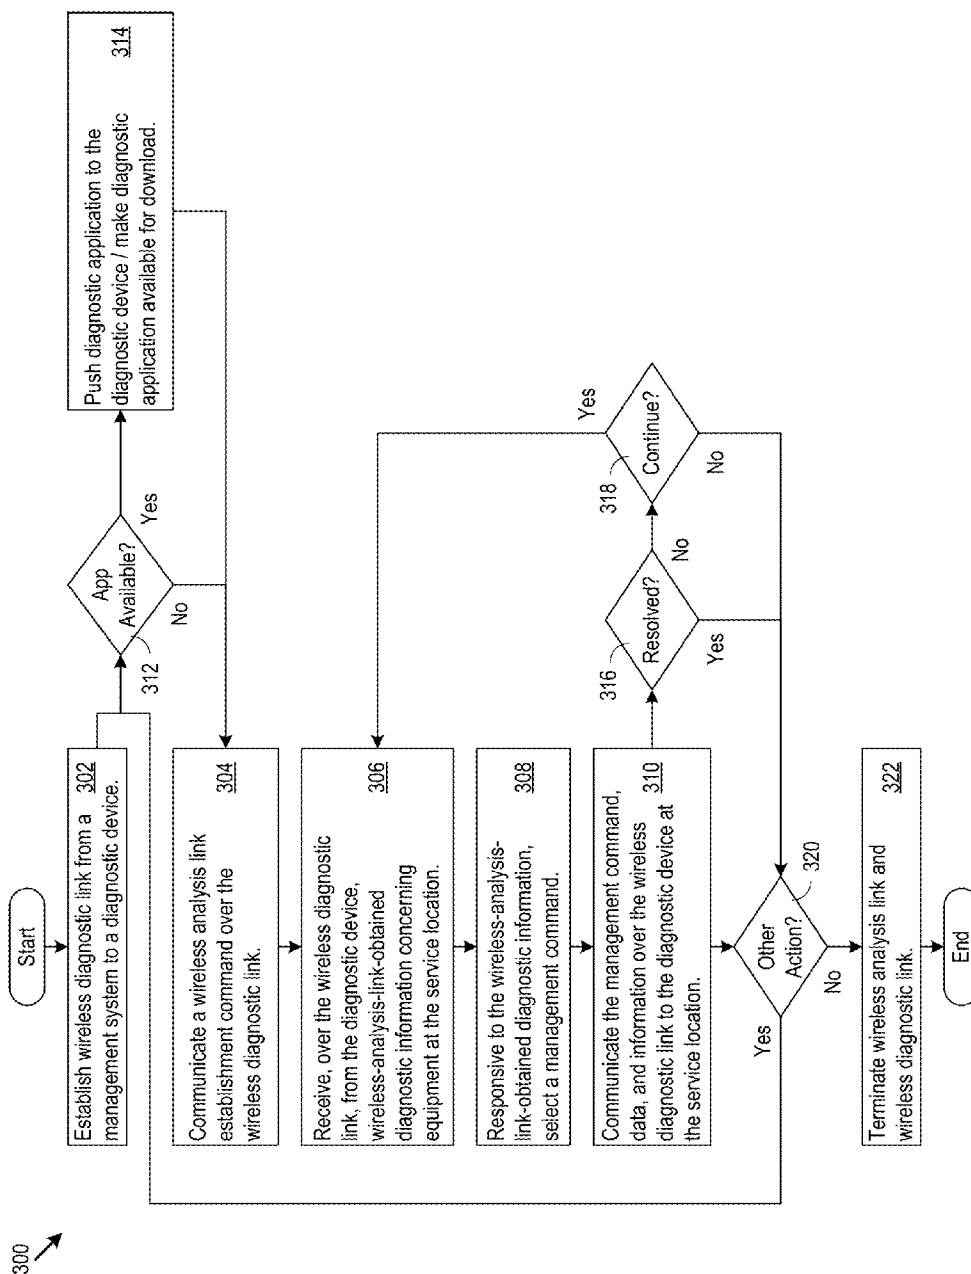 300
Start
Establish wireless diagnostic link from a 302
management system to a diagnostic device.
312
App
Available?
Yes
No
Push diagnostic application to the
diagnostic device / make diagnostic
application available for download.
314
Communicate a wireless analysis link 304
establishment command over the
wireless diagnostic link.
Receive, over the wireless diagnostic
link, from the diagnostic device, 306
wireless-analysis-link-obtained
diagnostic information concerning
equipment at the service location.
Responsive to the wireless-analysis-
link-obtained diagnostic information, 308
select a management command.
Communicate the management command,
data, and information over the wireless 310
diagnostic link to the diagnostic device at
the service location.
316
Resolved?
No
Yes
318
Continue?
Yes
No
320
Other
Action?
Yes
No
Terminate wireless analysis link and 322
wireless diagnostic link.
End